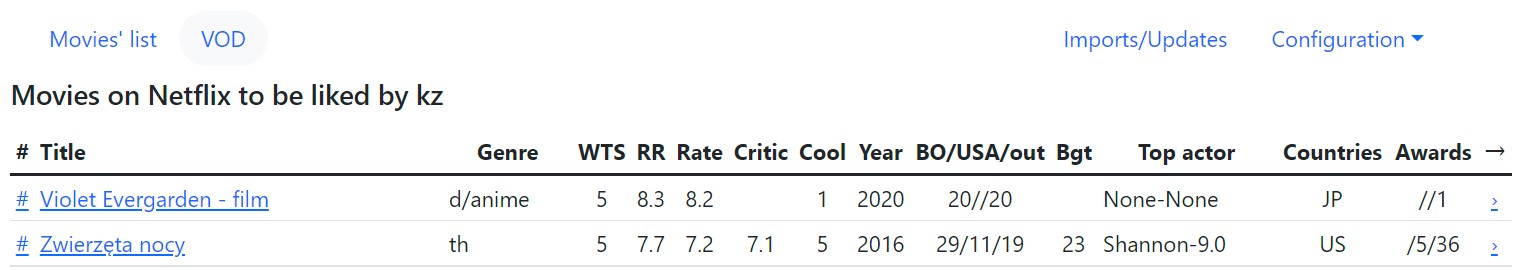 Movies' list VOD Imports/Updates Configuration
Movies on Netflix to be liked by kz
# Title Genre WTS RR Rate Critic Cool Year BO/USA/out Bgt Top actor Countries Awards →
# Violet Evergarden - film d/anime 5 8.3 8.2 1 2020 20//20 None-None JP //1 ›
# Zwierzęta nocy th 5 7.7 7.2 7.1 5 2016 29/11/19 23 Shannon-9.0 US /5/36 ›